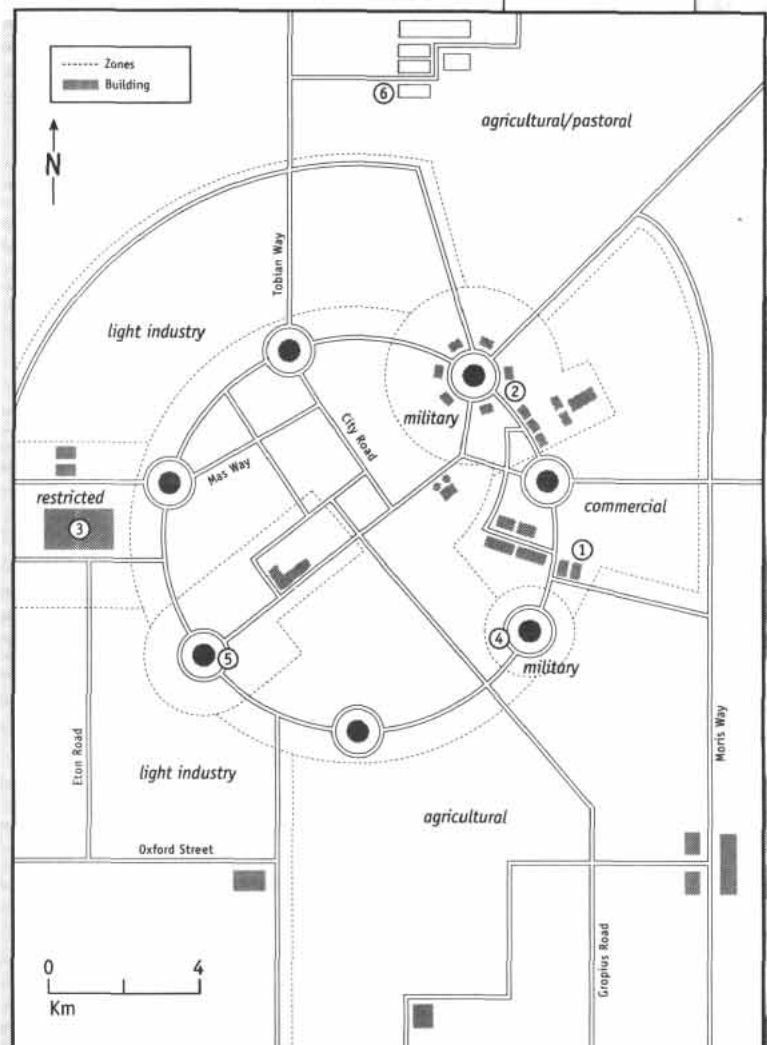 Zones
Building
N
6
agricultural/pastoral
Tobian Way
light industry
2
military
City Road
Mas Way
restricted
3
commercial
1
4
military
5
Eton Road
light industry
Moris Way
agricultural
Oxford Street
Gropius Road
0 4
Km